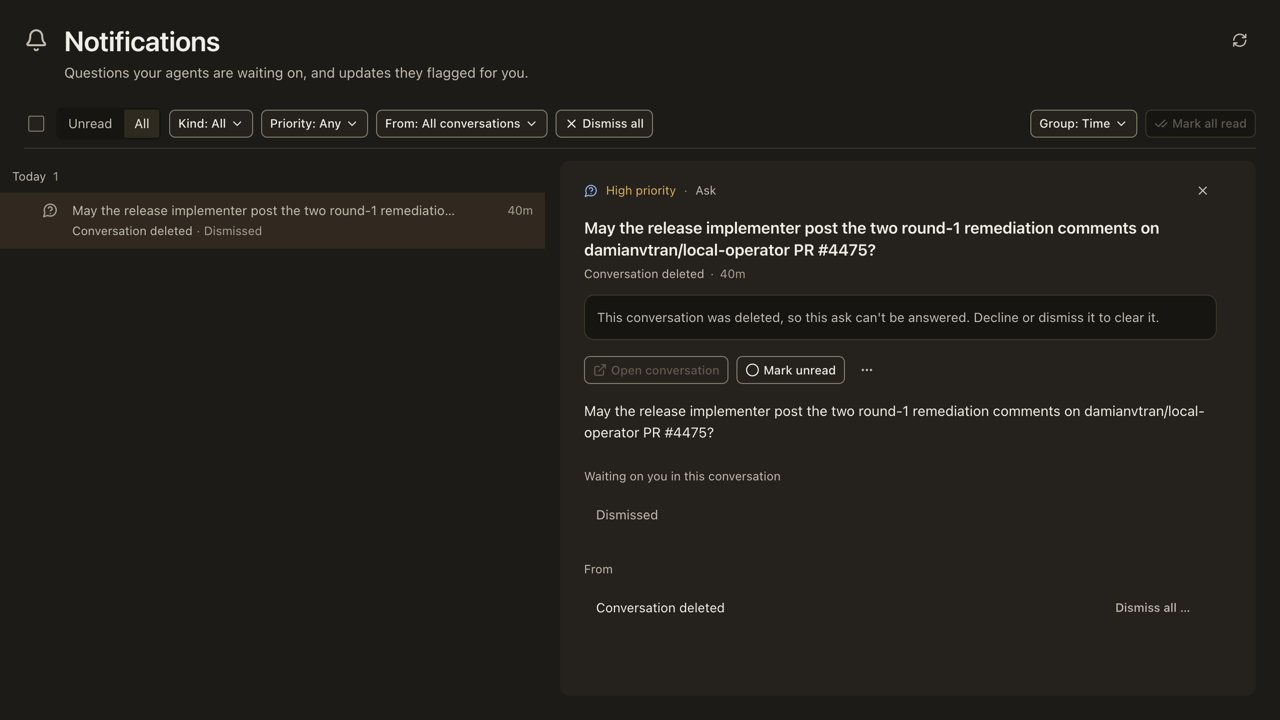 Notifications
Questions your agents are waiting on, and updates they flagged for you.
Unread
All
Kind: All
Priority: Any
From: All conversations
Dismiss all
Group: Time
Mark all read
Today 1
May the release implementer post the two round-1 remediatio...
40m
Conversation deleted · Dismissed
High priority · Ask
May the release implementer post the two round-1 remediation comments on
damianvtran/local-operator PR #4475?
Conversation deleted · 40m
This conversation was deleted, so this ask can't be answered. Decline or dismiss it to clear it.
Open conversation
Mark unread
May the release implementer post the two round-1 remediation comments on damianvtran/local-
operator PR #4475?
Waiting on you in this conversation
Dismissed
From
Conversation deleted
Dismiss all ...